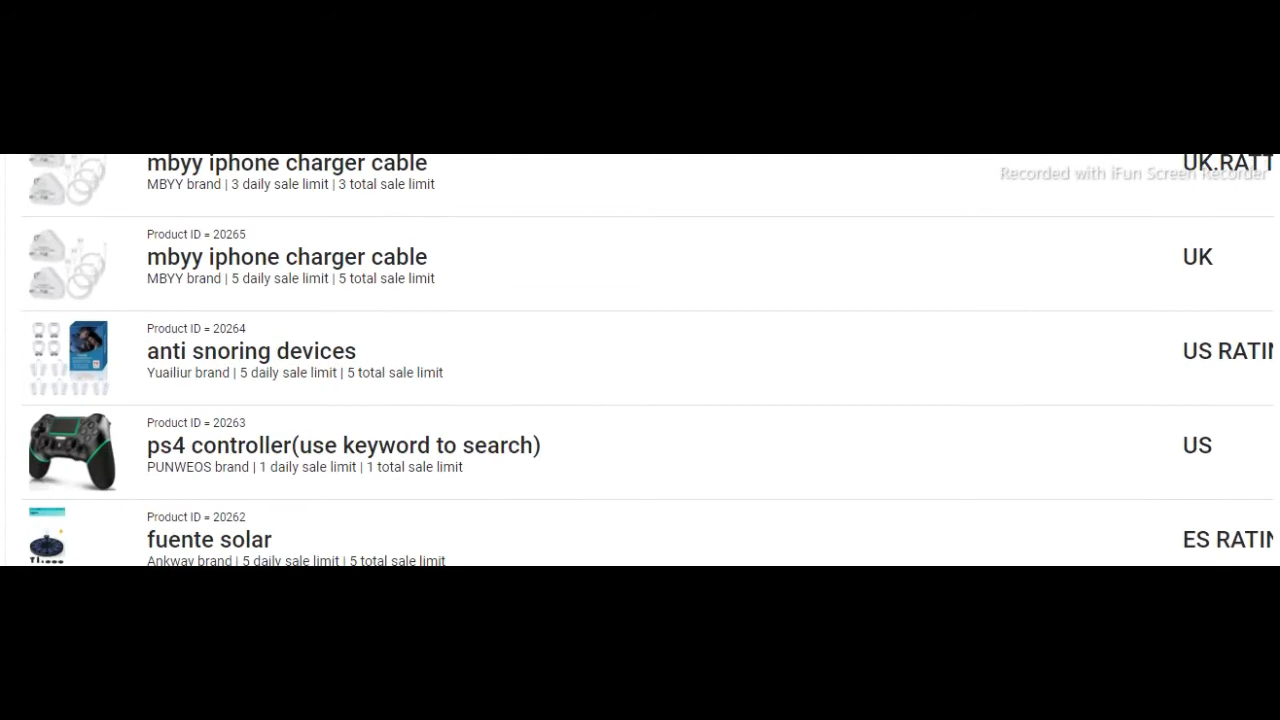 mbyy iphone charger cable
UK.RATT
MBYY brand | 3 daily sale limit | 3 total sale limit
Recorded with iFun Screen Recorder
Product ID = 20265
mbyy iphone charger cable
UK
MBYY brand | 5 daily sale limit | 5 total sale limit
Product ID = 20264
anti snoring devices
US RATIN
Yuailiur brand | 5 daily sale limit | 5 total sale limit
Product ID = 20263
ps4 controller(use keyword to search)
US
PUNWEOS brand | 1 daily sale limit | 1 total sale limit
Product ID = 20262
fuente solar
ES RATIN
Ankway brand | 5 daily sale limit | 5 total sale limit